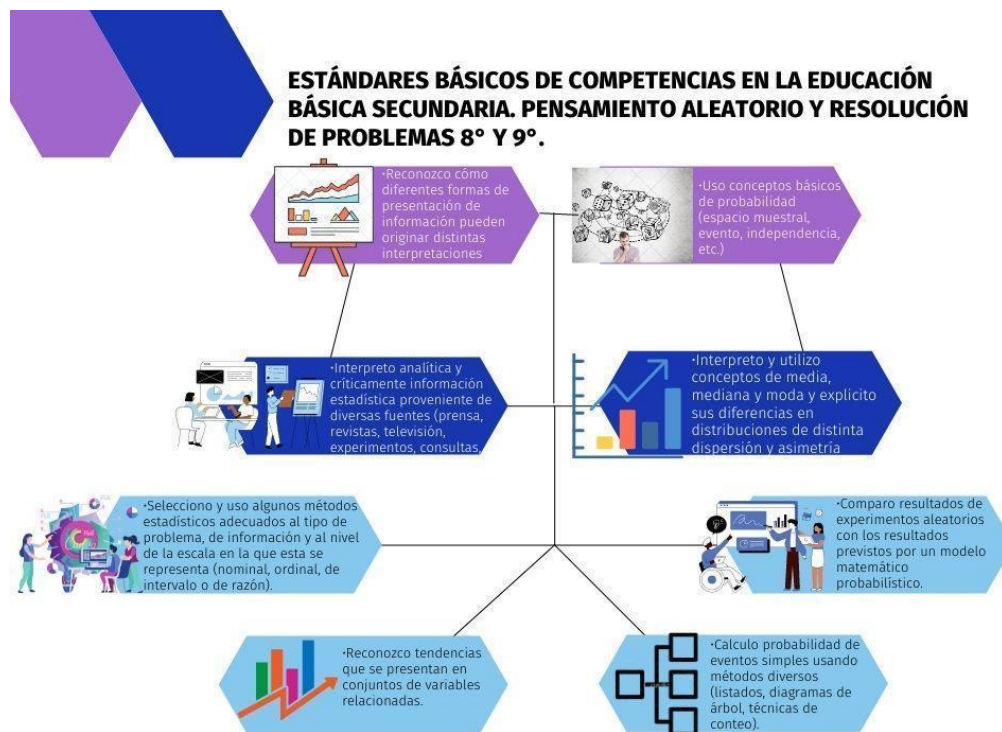 ESTÁNDARES BÁSICOS DE COMPETENCIAS EN LA EDUCACIÓN
BÁSICA SECUNDARIA. PENSAMIENTO ALEATORIO Y RESOLUCIÓN
DE PROBLEMAS 8° Y 9°.
•Reconozco cómo
diferentes formas de
presentación de
información pueden
originar distintas
interpretaciones
•Uso conceptos básicos
de probabilidad
(espacio muestral,
evento, independencia,
etc.)
•Interpreto analítica y
críticamente información
estadística proveniente de
diversas fuentes (prensa,
revistas, televisión,
experimentos, consultas,
•Interpreto y utilizo
conceptos de media,
mediana y moda y explícito
sus diferencias en
distribuciones de distinta
dispersión y asimetría
•Selecciono y uso algunos métodos
estadísticos adecuados al tipo de
problema, de información y al nivel
de la escala en la que esta se
representa (nominal, ordinal, de
intervalo o de razón).
•Comparo resultados de
experimentos aleatorios
con los resultados
previstos por un modelo
matemático
probabilístico.
•Reconozco tendencias
que se presentan en
conjuntos de variables
relacionadas.
•Calculo probabilidad de
eventos simples usando
métodos diversos
(listados, diagramas de
árbol, técnicas de
conteo).